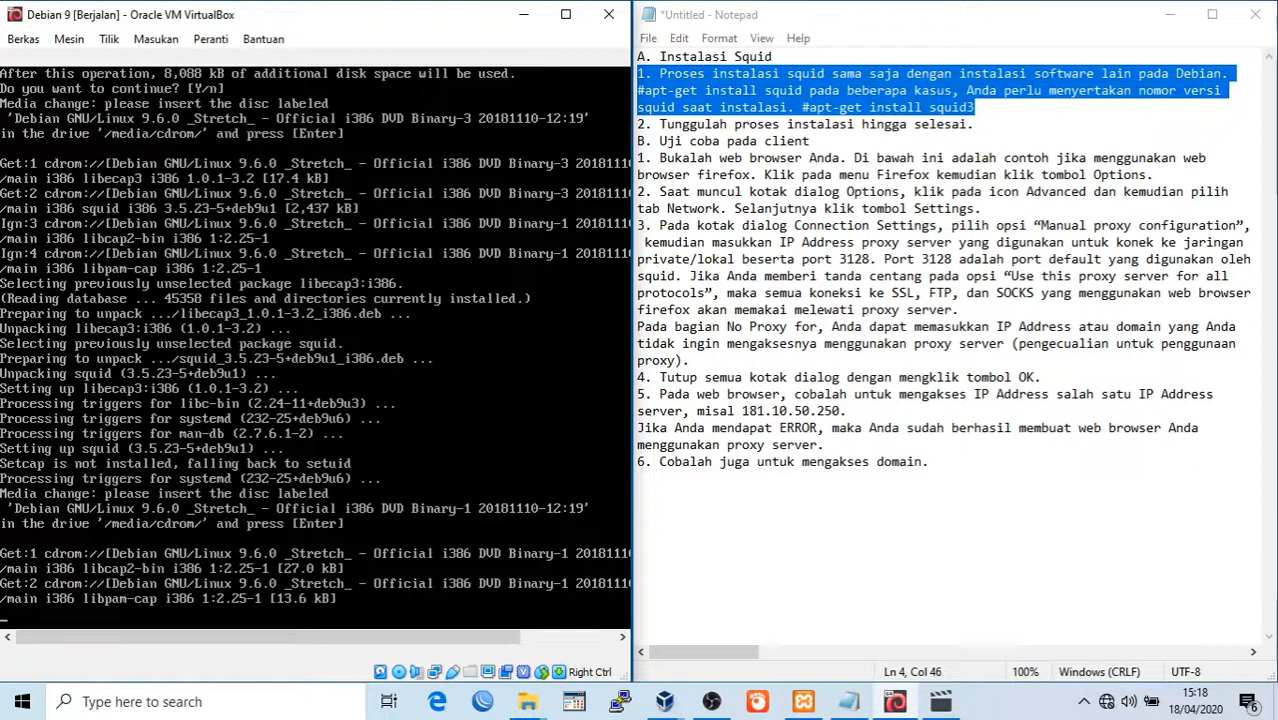 Debian 9 [Berjalan] - Oracle VM VirtualBox
Berkas Mesin Tilik Masukan Peranti Bantuan
After this operation, 8,088 kB of additional disk space will be used.
Do you want to continue? [Y/n]
Media change: please insert the disc labeled
'Debian GNU/Linux 9.6.0 _Stretch_ - Official i386 DVD Binary-3 20181110-12:19'
in the drive '/media/cdrom/' and press [Enter]
Get:1 cdrom://[Debian GNU/Linux 9.6.0 _Stretch_ - Official i386 DVD Binary-3 2018111
/main i386 libecap3 i386 1.0.1-3.2 [17.4 kB]
Get:2 cdrom://[Debian GNU/Linux 9.6.0 _Stretch_ - Official i386 DVD Binary-3 2018111
/main i386 squid i386 3.5.23-5+deb9u1 [2,437 kB]
Ign:3 cdrom://[Debian GNU/Linux 9.6.0 _Stretch_ - Official i386 DVD Binary-1 2018111
/main i386 libcap2-bin i386 1:2.25-1
Ign:4 cdrom://[Debian GNU/Linux 9.6.0 _Stretch_ - Official i386 DVD Binary-1 2018111
/main i386 libpam-cap i386 1:2.25-1
Selecting previously unselected package libecap3:i386.
(Reading database ... 45358 files and directories currently installed.)
Preparing to unpack .../libecap3_1.0.1-3.2_i386.deb ...
Unpacking libecap3:i386 (1.0.1-3.2) ...
Selecting previously unselected package squid.
Preparing to unpack .../squid_3.5.23-5+deb9u1_i386.deb ...
Unpacking squid (3.5.23-5+deb9u1) ...
Setting up libecap3:i386 (1.0.1-3.2) ...
Processing triggers for libc-bin (2.24-11+deb9u3) ...
Processing triggers for systemd (232-25+deb9u6) ...
Processing triggers for man-db (2.7.6.1-2) ...
Setting up squid (3.5.23-5+deb9u1) ...
Setcap is not installed, falling back to setuid
Processing triggers for systemd (232-25+deb9u6) ...
Media change: please insert the disc labeled
'Debian GNU/Linux 9.6.0 _Stretch_ - Official i386 DVD Binary-1 20181110-12:19'
in the drive '/media/cdrom/' and press [Enter]
Get:1 cdrom://[Debian GNU/Linux 9.6.0 _Stretch_ - Official i386 DVD Binary-1 2018111
/main i386 libcap2-bin i386 1:2.25-1 [27.0 kB]
Get:2 cdrom://[Debian GNU/Linux 9.6.0 _Stretch_ - Official i386 DVD Binary-1 2018111
/main i386 libpam-cap i386 1:2.25-1 [13.6 kB]
Right Ctrl
*Untitled - Notepad
File Edit Format View Help
A. Instalasi Squid
1. Proses instalasi squid sama saja dengan instalasi software lain pada Debian.
#apt-get install squid pada beberapa kasus, Anda perlu menyertakan nomor versi
squid saat instalasi. #apt-get install squid3
2. Tunggulah proses instalasi hingga selesai.
B. Uji coba pada client
1. Bukalah web browser Anda. Di bawah ini adalah contoh jika menggunakan web
browser firefox. Klik pada menu Firefox kemudian klik tombol Options.
2. Saat muncul kotak dialog Options, klik pada icon Advanced dan kemudian pilih
tab Network. Selanjutnya klik tombol Settings.
3. Pada kotak dialog Connection Settings, pilih opsi “Manual proxy configuration”,
kemudian masukkan IP Address proxy server yang digunakan untuk konek ke jaringan
private/lokal beserta port 3128. Port 3128 adalah port default yang digunakan oleh
squid. Jika Anda memberi tanda centang pada opsi “Use this proxy server for all
protocols”, maka semua koneksi ke SSL, FTP, dan SOCKS yang menggunakan web browser
firefox akan memakai melewati proxy server.
Pada bagian No Proxy for, Anda dapat memasukkan IP Address atau domain yang Anda
tidak ingin mengaksesnya menggunakan proxy server (pengecualian untuk penggunaan
proxy).
4. Tutup semua kotak dialog dengan mengklik tombol OK.
5. Pada web browser, cobalah untuk mengakses IP Address salah satu IP Address
server, misal 181.10.50.250.
Jika Anda mendapat ERROR, maka Anda sudah berhasil membuat web browser Anda
menggunakan proxy server.
6. Cobalah juga untuk mengakses domain.
Ln 4, Col 46 100% Windows (CRLF) UTF-8
Type here to search
15:18
18/04/2020
6